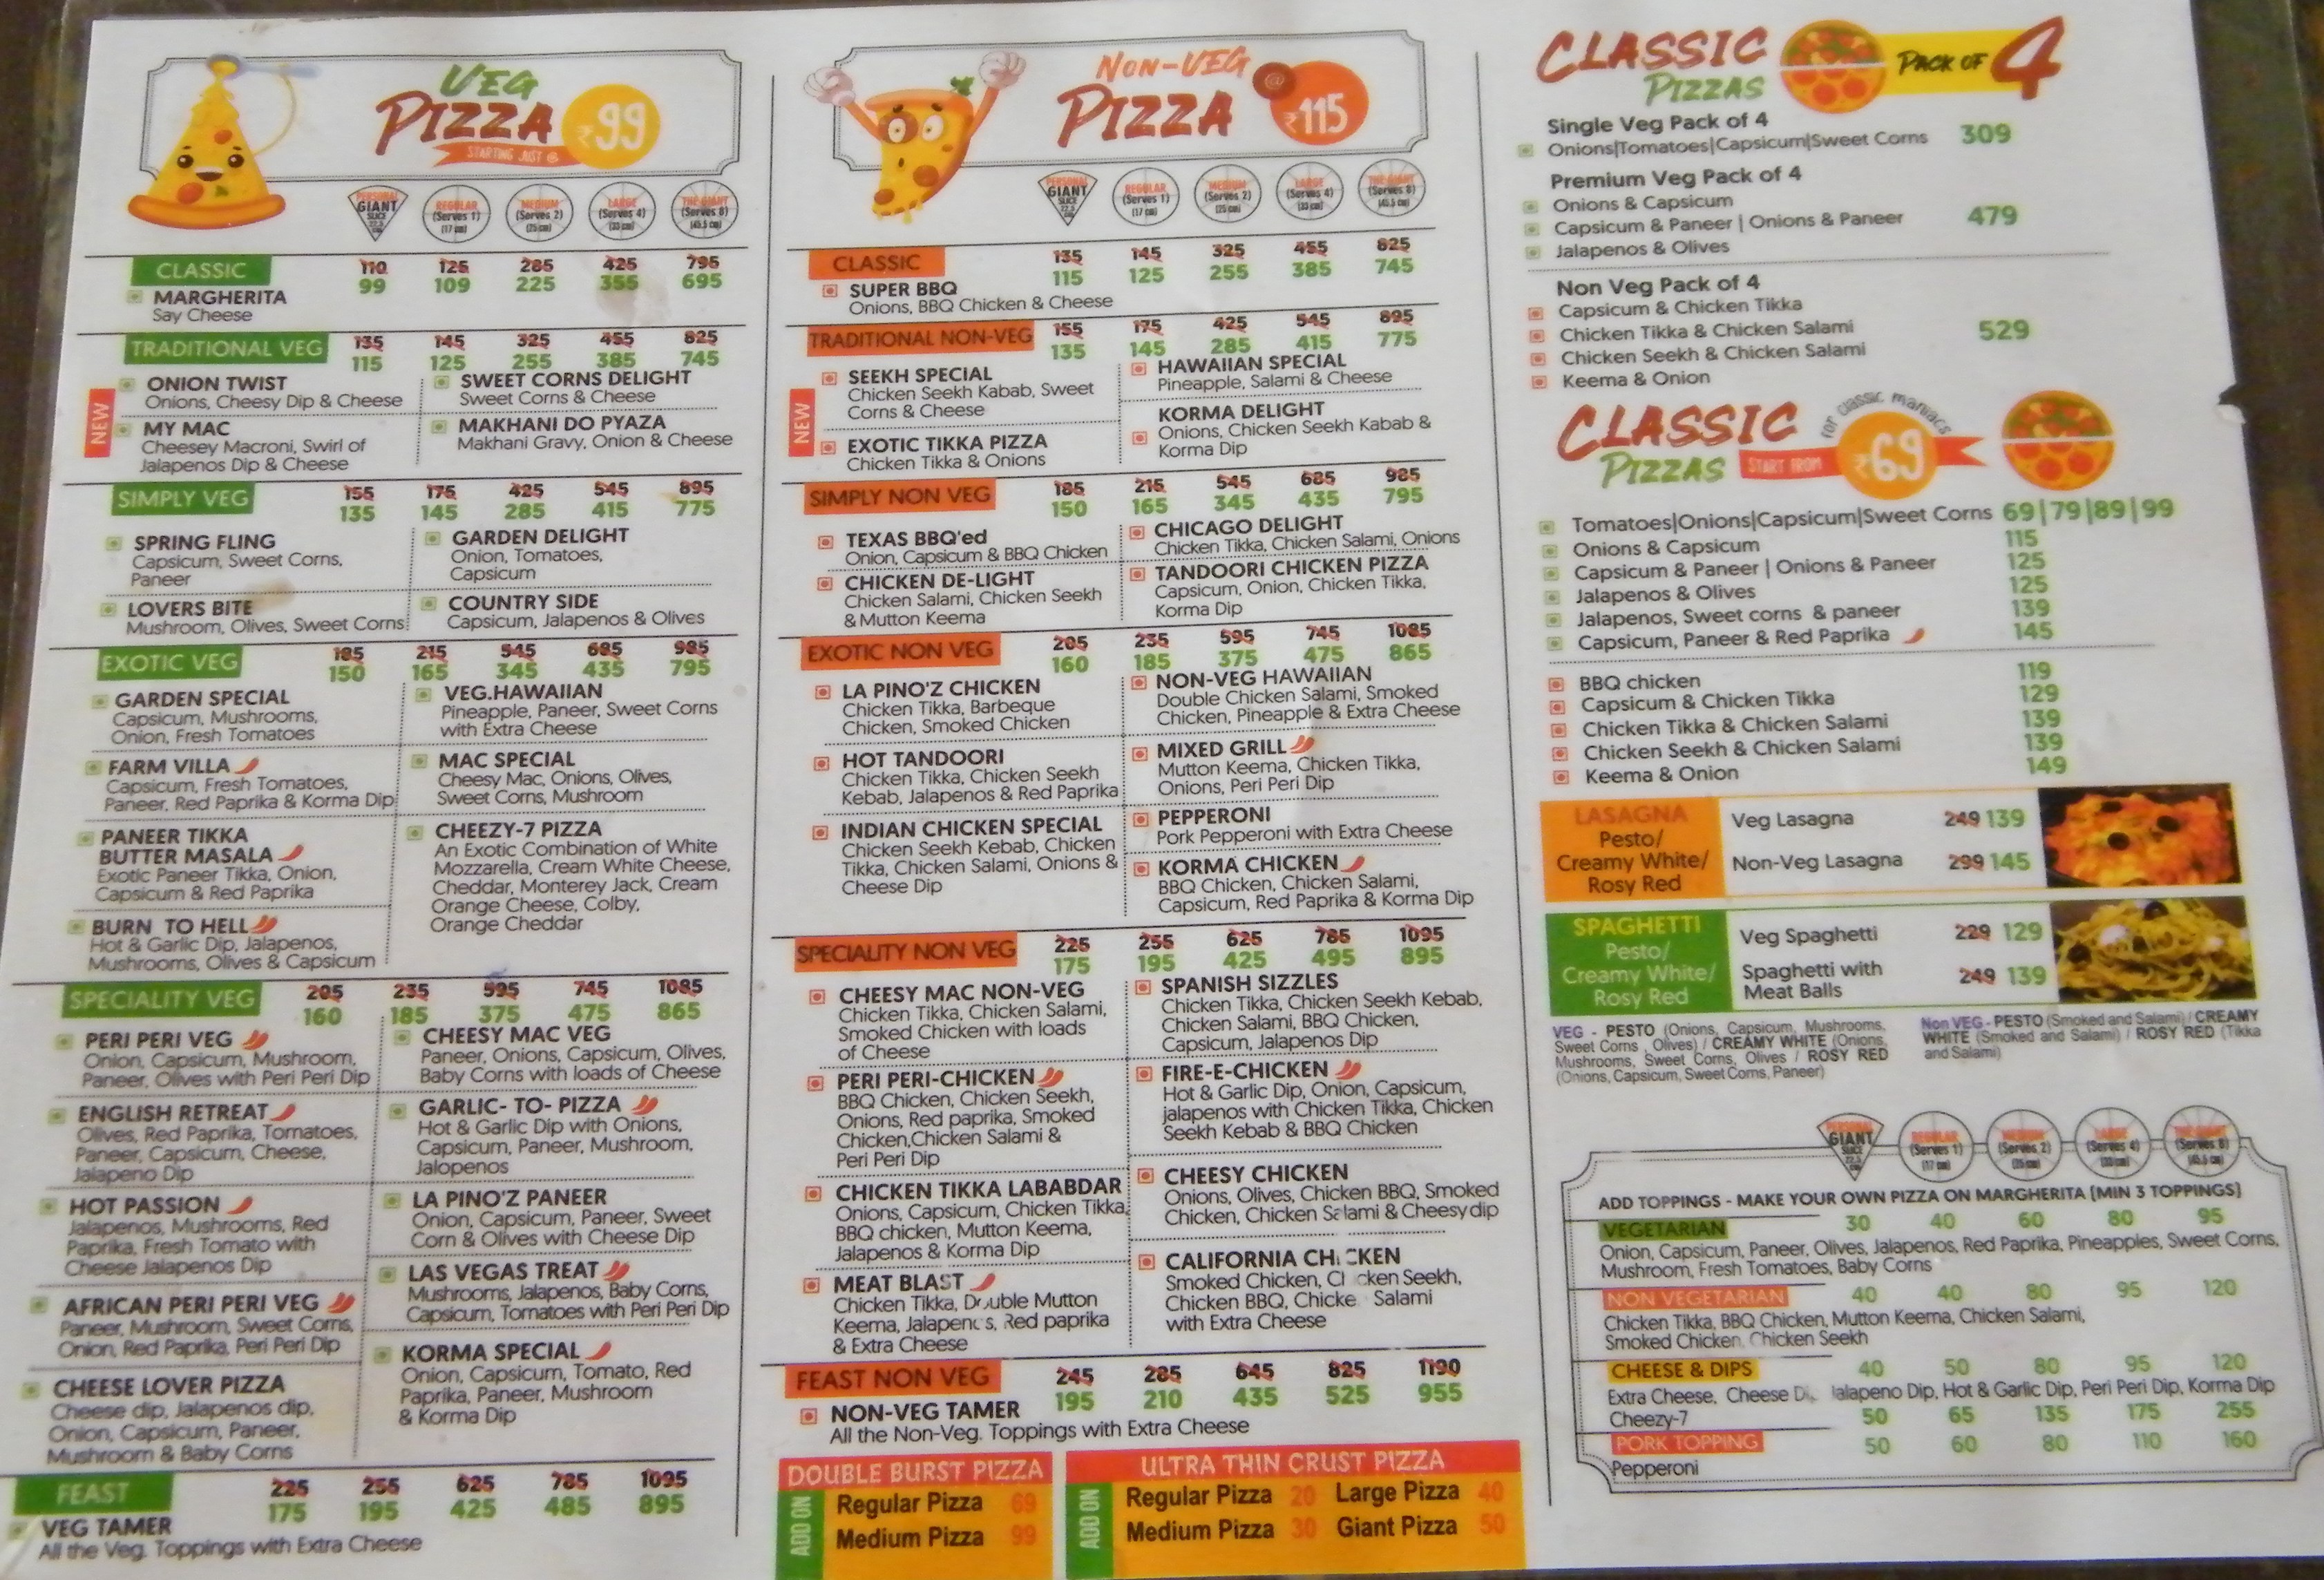 VEG
PIZZA
STARTING JUST @
₹99
PERSONAL GIANT SLICE 22.5 cm
REGULAR (Serves 1) (17 cm)
MEDIUM (Serves 2) (25 cm)
LARGE (Serves 4) (33 cm)
THE GIANT (Serves 8) (45.5 cm)
CLASSIC 110 125 285 425 795
99 109 225 355 695
MARGHERITA
Say Cheese
TRADITIONAL VEG 135 145 325 455 825
115 125 255 385 745
NEW
ONION TWIST
Onions, Cheesy Dip & Cheese
MY MAC
Cheesey Macroni, Swirl of
Jalapenos Dip & Cheese
SWEET CORNS DELIGHT
Sweet Corns & Cheese
MAKHANI DO PYAZA
Makhani Gravy, Onion & Cheese
SIMPLY VEG 155 175 425 545 895
135 145 285 415 775
SPRING FLING
Capsicum, Sweet Corns,
Paneer
LOVERS BITE
Mushroom, Olives, Sweet Corns
GARDEN DELIGHT
Onion, Tomatoes,
Capsicum
COUNTRY SIDE
Capsicum, Jalapenos & Olives
EXOTIC VEG 185 215 545 685 985
150 165 345 435 795
GARDEN SPECIAL
Capsicum, Mushrooms,
Onion, Fresh Tomatoes
FARM VILLA
Capsicum, Fresh Tomatoes,
Paneer, Red Paprika & Korma Dip
PANEER TIKKA
BUTTER MASALA
Exotic Paneer Tikka, Onion,
Capsicum & Red Paprika
BURN TO HELL
Hot & Garlic Dip, Jalapenos,
Mushrooms, Olives & Capsicum
VEG.HAWAIIAN
Pineapple, Paneer, Sweet Corns
with Extra Cheese
MAC SPECIAL
Cheesy Mac, Onions, Olives,
Sweet Corns, Mushroom
CHEEZY-7 PIZZA
An Exotic Combination of White
Mozzarella, Cream White Cheese,
Cheddar, Monterey Jack, Cream
Orange Cheese, Colby,
Orange Cheddar
SPECIALITY VEG 205 235 595 745 1085
160 185 375 475 865
PERI PERI VEG
Onion, Capsicum, Mushroom,
Paneer, Olives with Peri Peri Dip
ENGLISH RETREAT
Olives, Red Paprika, Tomatoes,
Paneer, Capsicum, Cheese,
Jalapeno Dip
HOT PASSION
Jalapenos, Mushrooms, Red
Paprika, Fresh Tomato with
Cheese Jalapenos Dip
AFRICAN PERI PERI VEG
Paneer, Mushroom, Sweet Corns,
Onion, Red Paprika, Peri Peri Dip
CHEESE LOVER PIZZA
Cheese dip, Jalapenos dip,
Onion, Capsicum, Paneer,
Mushroom & Baby Corns
CHEESY MAC VEG
Paneer, Onions, Capsicum, Olives,
Baby Corns with loads of Cheese
GARLIC- TO- PIZZA
Hot & Garlic Dip with Onions,
Capsicum, Paneer, Mushroom,
Jalopenos
LA PINO'Z PANEER
Onion, Capsicum, Paneer, Sweet
Corn & Olives with Cheese Dip
LAS VEGAS TREAT
Mushrooms, Jalapenos, Baby Corns,
Capsicum, Tomatoes with Peri Peri Dip
KORMA SPECIAL
Onion, Capsicum, Tomato, Red
Paprika, Paneer, Mushroom
& Korma Dip
FEAST 225 255 625 785 1095
175 195 425 485 895
VEG TAMER
All the Veg. Toppings with Extra Cheese
NON-VEG
PIZZA
@ ₹115
PERSONAL GIANT SLICE 22.5 cm
REGULAR (Serves 1) (17 cm)
MEDIUM (Serves 2) (25 cm)
LARGE (Serves 4) (33 cm)
THE GIANT (Serves 8) (45.5 cm)
CLASSIC 135 145 325 455 825
115 125 255 385 745
SUPER BBQ
Onions, BBQ Chicken & Cheese
TRADITIONAL NON-VEG 155 175 425 545 895
135 145 285 415 775
NEW
SEEKH SPECIAL
Chicken Seekh Kabab, Sweet
Corns & Cheese
EXOTIC TIKKA PIZZA
Chicken Tikka & Onions
HAWAIIAN SPECIAL
Pineapple, Salami & Cheese
KORMA DELIGHT
Onions, Chicken Seekh Kabab &
Korma Dip
SIMPLY NON VEG 185 215 545 685 985
150 165 345 435 795
TEXAS BBQ'ed
Onion, Capsicum & BBQ Chicken
CHICKEN DE-LIGHT
Chicken Salami, Chicken Seekh
& Mutton Keema
CHICAGO DELIGHT
Chicken Tikka, Chicken Salami, Onions
TANDOORI CHICKEN PIZZA
Capsicum, Onion, Chicken Tikka,
Korma Dip
EXOTIC NON VEG 205 235 595 745 1085
160 185 375 475 865
LA PINO'Z CHICKEN
Chicken Tikka, Barbeque
Chicken, Smoked Chicken
HOT TANDOORI
Chicken Tikka, Chicken Seekh
Kebab, Jalapenos & Red Paprika
INDIAN CHICKEN SPECIAL
Chicken Seekh Kebab, Chicken
Tikka, Chicken Salami, Onions &
Cheese Dip
NON-VEG HAWAIIAN
Double Chicken Salami, Smoked
Chicken, Pineapple & Extra Cheese
MIXED GRILL
Mutton Keema, Chicken Tikka,
Onions, Peri Peri Dip
PEPPERONI
Pork Pepperoni with Extra Cheese
KORMA CHICKEN
BBQ Chicken, Chicken Salami,
Capsicum, Red Paprika & Korma Dip
SPECIALITY NON VEG 225 255 625 785 1095
175 195 425 495 895
CHEESY MAC NON-VEG
Chicken Tikka, Chicken Salami,
Smoked Chicken with loads
of Cheese
PERI PERI-CHICKEN
BBQ Chicken, Chicken Seekh,
Onions, Red paprika, Smoked
Chicken,Chicken Salami &
Peri Peri Dip
CHICKEN TIKKA LABABDAR
Onions, Capsicum, Chicken Tikka,
BBQ chicken, Mutton Keema,
Jalapenos & Korma Dip
MEAT BLAST
Chicken Tikka, Double Mutton
Keema, Jalapenos, Red paprika
& Extra Cheese
SPANISH SIZZLES
Chicken Tikka, Chicken Seekh Kebab,
Chicken Salami, BBQ Chicken,
Capsicum, Jalapenos Dip
FIRE-E-CHICKEN
Hot & Garlic Dip, Onion, Capsicum,
jalapenos with Chicken Tikka, Chicken
Seekh Kebab & BBQ Chicken
CHEESY CHICKEN
Onions, Olives, Chicken BBQ, Smoked
Chicken, Chicken Salami & Cheesy dip
CALIFORNIA CHICKEN
Smoked Chicken, Chicken Seekh,
Chicken BBQ, Chicke Salami
with Extra Cheese
FEAST NON VEG 245 285 645 825 1190
195 210 435 525 955
NON-VEG TAMER
All the Non-Veg. Toppings with Extra Cheese
DOUBLE BURST PIZZA
ADD ON
Regular Pizza 69
Medium Pizza 99
ULTRA THIN CRUST PIZZA
ADD ON
Regular Pizza 20 Large Pizza 40
Medium Pizza 30 Giant Pizza 50
CLASSIC
PIZZAS
PACK OF 4
Single Veg Pack of 4
Onions|Tomatoes|Capsicum|Sweet Corns 309
Premium Veg Pack of 4
Onions & Capsicum
Capsicum & Paneer | Onions & Paneer 479
Jalapenos & Olives
Non Veg Pack of 4
Capsicum & Chicken Tikka
Chicken Tikka & Chicken Salami 529
Chicken Seekh & Chicken Salami
Keema & Onion
CLASSIC
PIZZAS
for classic maniacs
START FROM ₹69
Tomatoes|Onions|Capsicum|Sweet Corns 69|79|89|99
Onions & Capsicum 115
Capsicum & Paneer | Onions & Paneer 125
Jalapenos & Olives 125
Jalapenos, Sweet corns & paneer 139
Capsicum, Paneer & Red Paprika 145
BBQ chicken 119
Capsicum & Chicken Tikka 129
Chicken Tikka & Chicken Salami 139
Chicken Seekh & Chicken Salami 139
Keema & Onion 149
LASAGNA
Pesto/
Creamy White/
Rosy Red
Veg Lasagna 249 139
Non-Veg Lasagna 299 145
SPAGHETTI
Pesto/
Creamy White/
Rosy Red
Veg Spaghetti 229 129
Spaghetti with
Meat Balls 249 139
VEG - PESTO (Onions, Capsicum, Mushrooms,
Sweet Corns , Olives) / CREAMY WHITE (Onions,
Mushrooms, Sweet Corns, Olives / ROSY RED
(Onions, Capsicum, Sweet Corns, Paneer)
Non VEG - PESTO (Smoked and Salami) / CREAMY
WHITE (Smoked and Salami) / ROSY RED (Tikka
and Salami)
PERSONAL GIANT SLICE 22.5
REGULAR (Serves 1) (17 cm)
MEDIUM (Serves 2) (25 cm)
LARGE (Serves 4) (33 cm)
THE GIANT (Serves 8) (45.5 cm)
ADD TOPPINGS - MAKE YOUR OWN PIZZA ON MARGHERITA (MIN 3 TOPPINGS)
VEGETARIAN 30 40 60 80 95
Onion, Capsicum, Paneer, Olives, Jalapenos, Red Paprika, Pineapples, Sweet Corns,
Mushroom, Fresh Tomatoes, Baby Corns
NON VEGETARIAN 40 40 80 95 120
Chicken Tikka, BBQ Chicken, Mutton Keema, Chicken Salami,
Smoked Chicken, Chicken Seekh
CHEESE & DIPS 40 50 80 95 120
Extra Cheese, Cheese Dip, Jalapeno Dip, Hot & Garlic Dip, Peri Peri Dip, Korma Dip
Cheezy-7 50 65 135 175 255
PORK TOPPING 50 60 80 110 160
Pepperoni